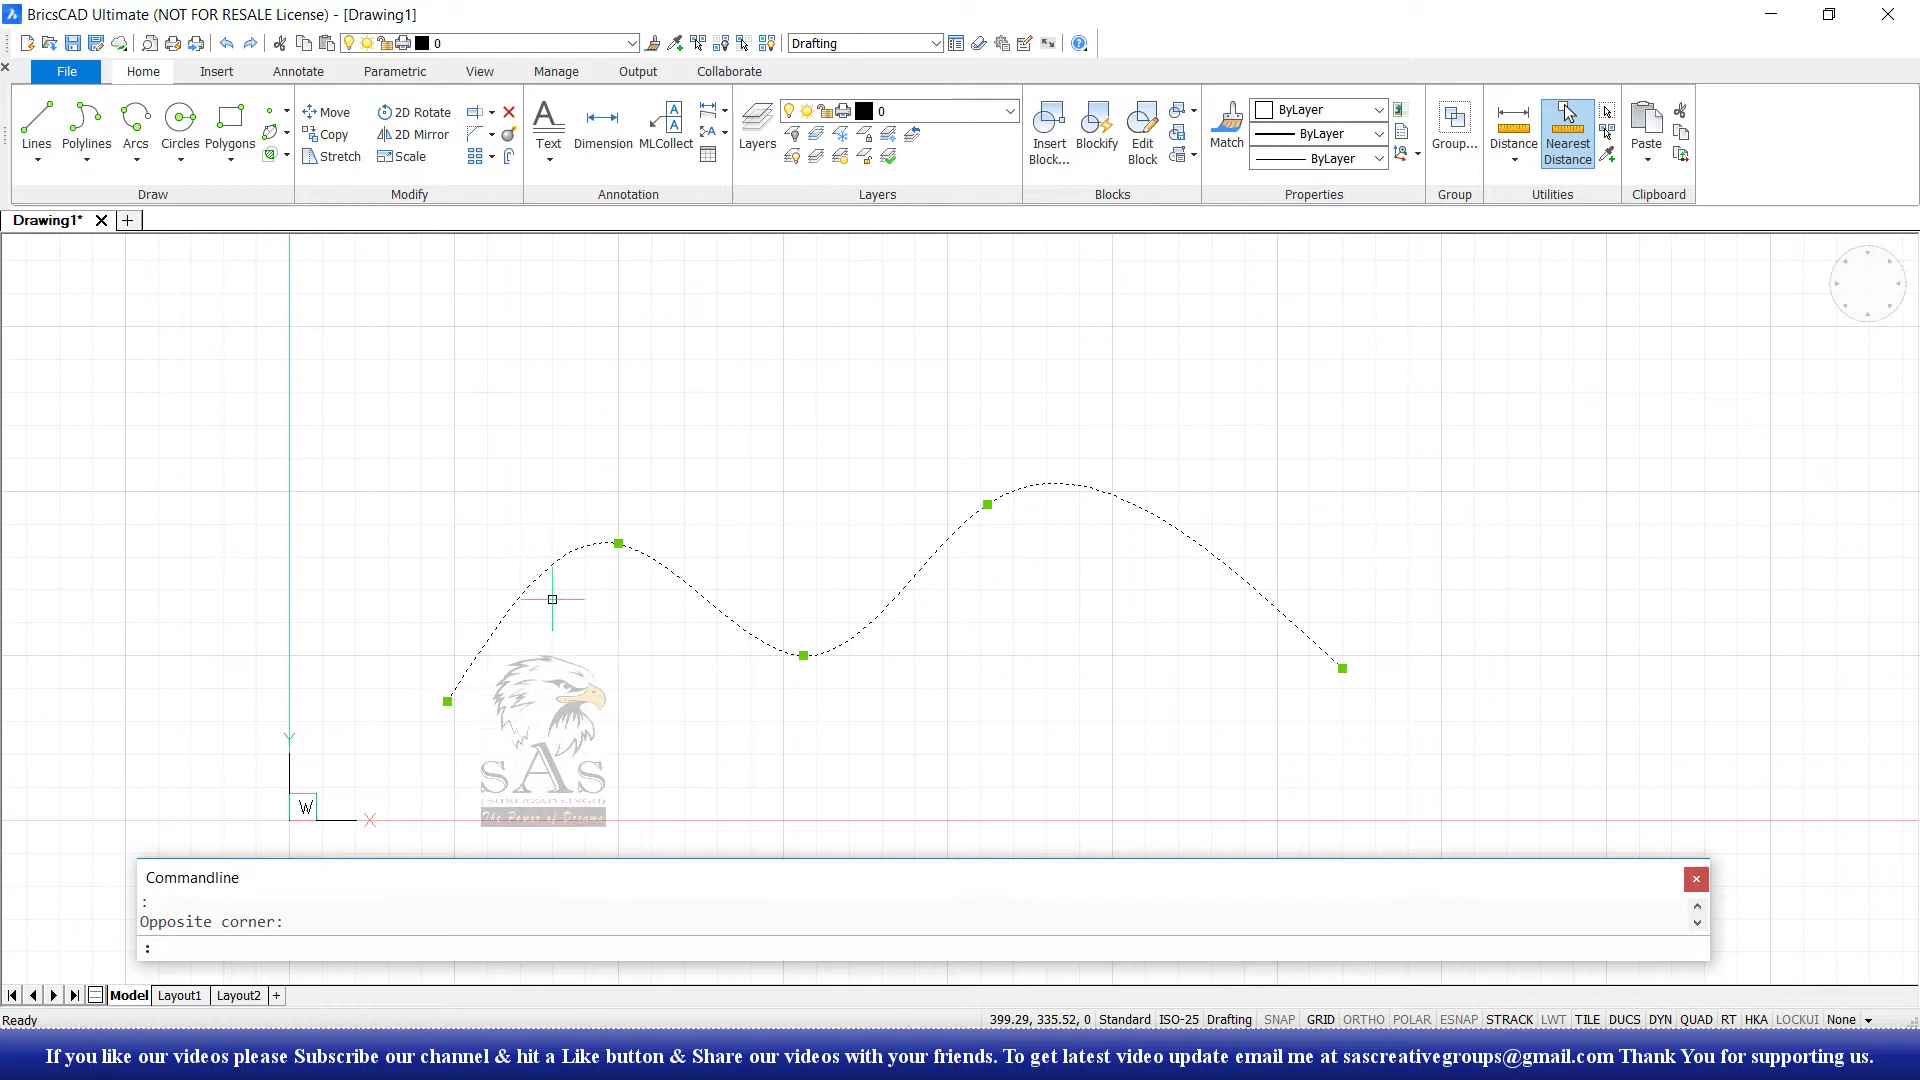 BricsCAD Ultimate (NOT FOR RESALE License) - [Drawing1]
0 Drafting
File Home Insert Annotate Parametric View Manage Output Collaborate
Move 2D Rotate
Copy 2D Mirror
Stretch Scale
Lines Polylines Arcs Circles Polygons
A Text Dimension MLCollect
Layers 0
Insert Block... Blockify Edit Block
Match ByLayer
ByLayer
ByLayer
Group... Distance Nearest Distance Paste
Draw Modify Annotation Layers Blocks Properties Group Utilities Clipboard
Drawing1*
Y
W X
sAs
The Power of Dreams
Commandline
:
Opposite corner:
:
Model Layout1 Layout2
Ready 399.29, 335.52, 0 Standard ISO-25 Drafting SNAP GRID ORTHO POLAR ESNAP STRACK LWT TILE DUCS DYN QUAD RT HKA LOCKUI None
If you like our videos please Subscribe our channel & hit a Like button & Share our videos with your friends. To get latest video update email me at sascreativegroups@gmail.com Thank You for supporting us.